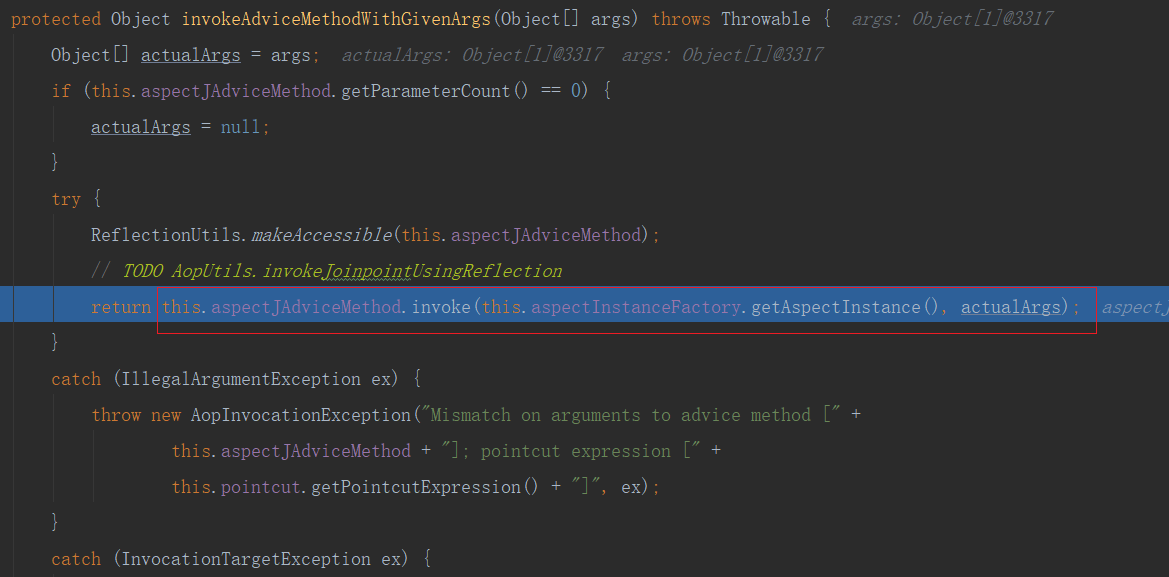 protected Object invokeAdviceMethodWithGivenArgs(Object[] args) throws Throwable {  args: Object[1]@3317
Object[] actualArgs = args;  actualArgs: Object[1]@3317  args: Object[1]@3317
if (this.aspectJAdviceMethod.getParameterCount() == 0) {
actualArgs = null;
}
try {
ReflectionUtils.makeAccessible(this.aspectJAdviceMethod);
// TODO AopUtils.invokeJoinpointUsingReflection
return this.aspectJAdviceMethod.invoke(this.aspectInstanceFactory.getAspectInstance(), actualArgs);  aspectJ
}
catch (IllegalArgumentException ex) {
throw new AopInvocationException("Mismatch on arguments to advice method [" +
this.aspectJAdviceMethod + "]; pointcut expression [" +
this.pointcut.getPointcutExpression() + "]", ex);
}
catch (InvocationTargetException ex) {